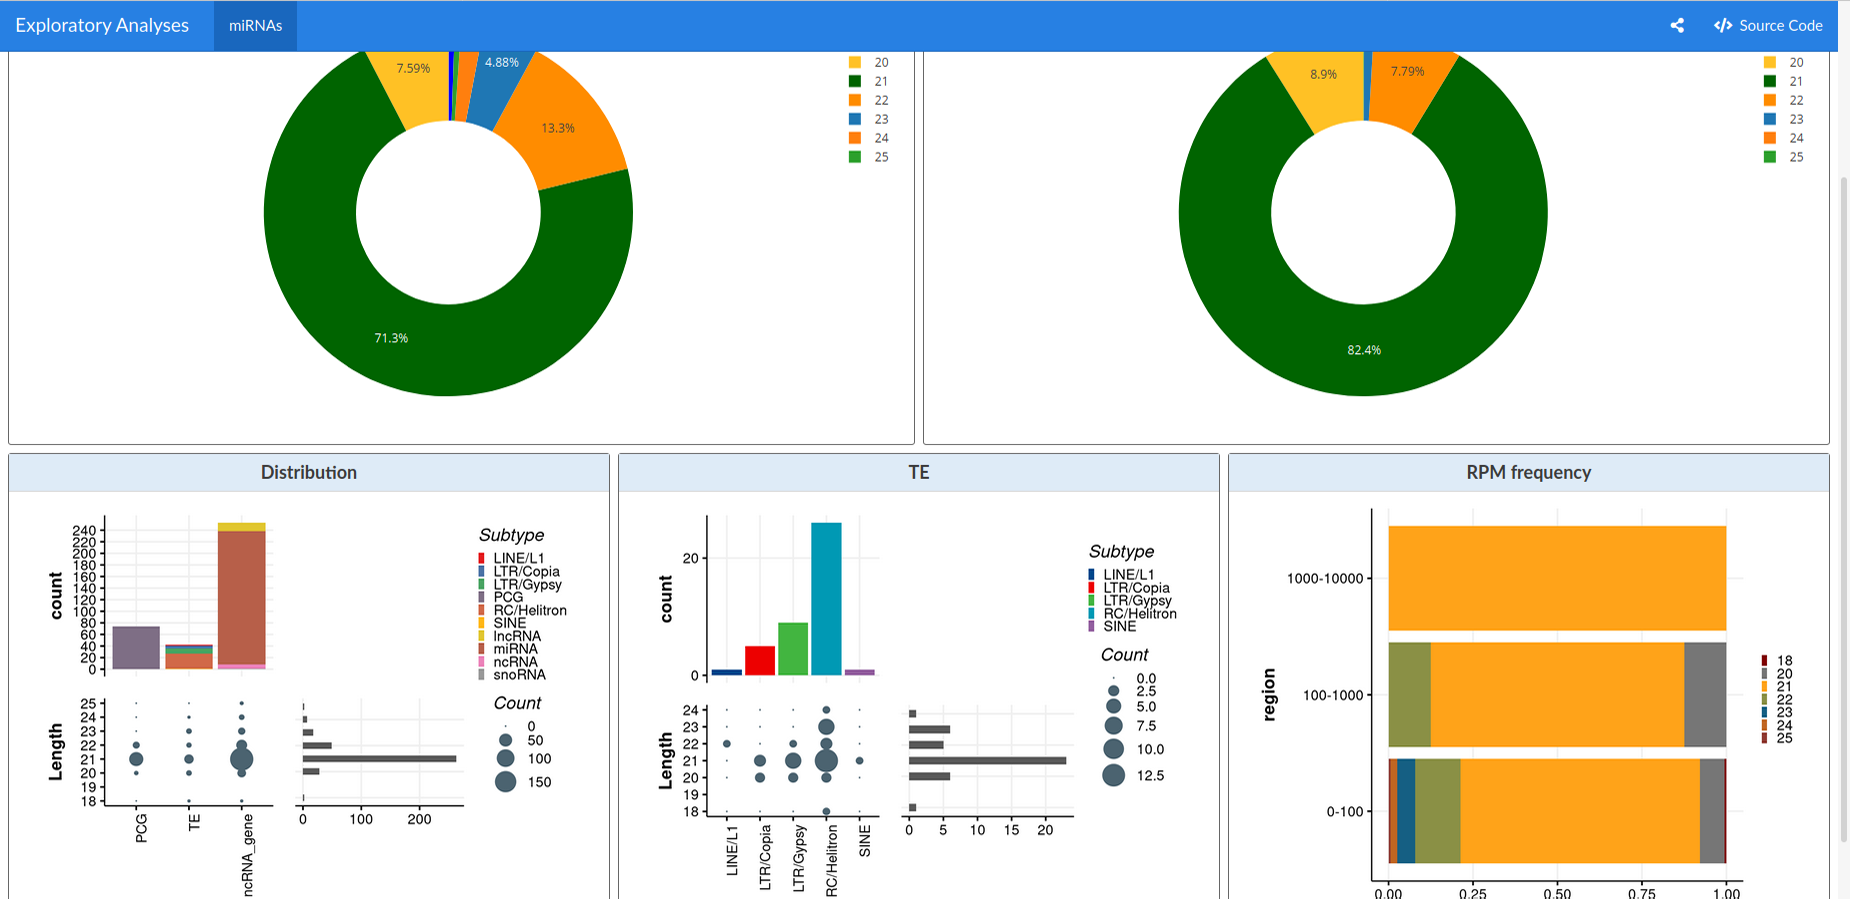 Exploratory Analyses
miRNAs
Source Code
7.59%
4.88%
13.3%
71.3%
20
21
22
23
24
25
8.9%
7.79%
82.4%
20
21
22
23
24
25
Distribution
count
240
220
200
180
160
140
120
100
80
60
40
20
0
Length
25
24
23
22
21
20
19
18
PCG
TE
ncRNA_gene
0
100
200
Subtype
LINE/L1
LTR/Copia
LTR/Gypsy
PCG
RC/Helitron
SINE
lncRNA
miRNA
ncRNA
snoRNA
Count
0
50
100
150
TE
count
20
0
Length
24
23
22
21
20
19
18
LINE/L1
LTR/Copia
LTR/Gypsy
RC/Helitron
SINE
0
5
10
15
20
Subtype
LINE/L1
LTR/Copia
LTR/Gypsy
RC/Helitron
SINE
Count
0.0
2.5
5.0
7.5
10.0
12.5
RPM frequency
region
1000-10000
100-1000
0-100
0.00
0.25
0.50
0.75
1.00
18
20
21
22
23
24
25